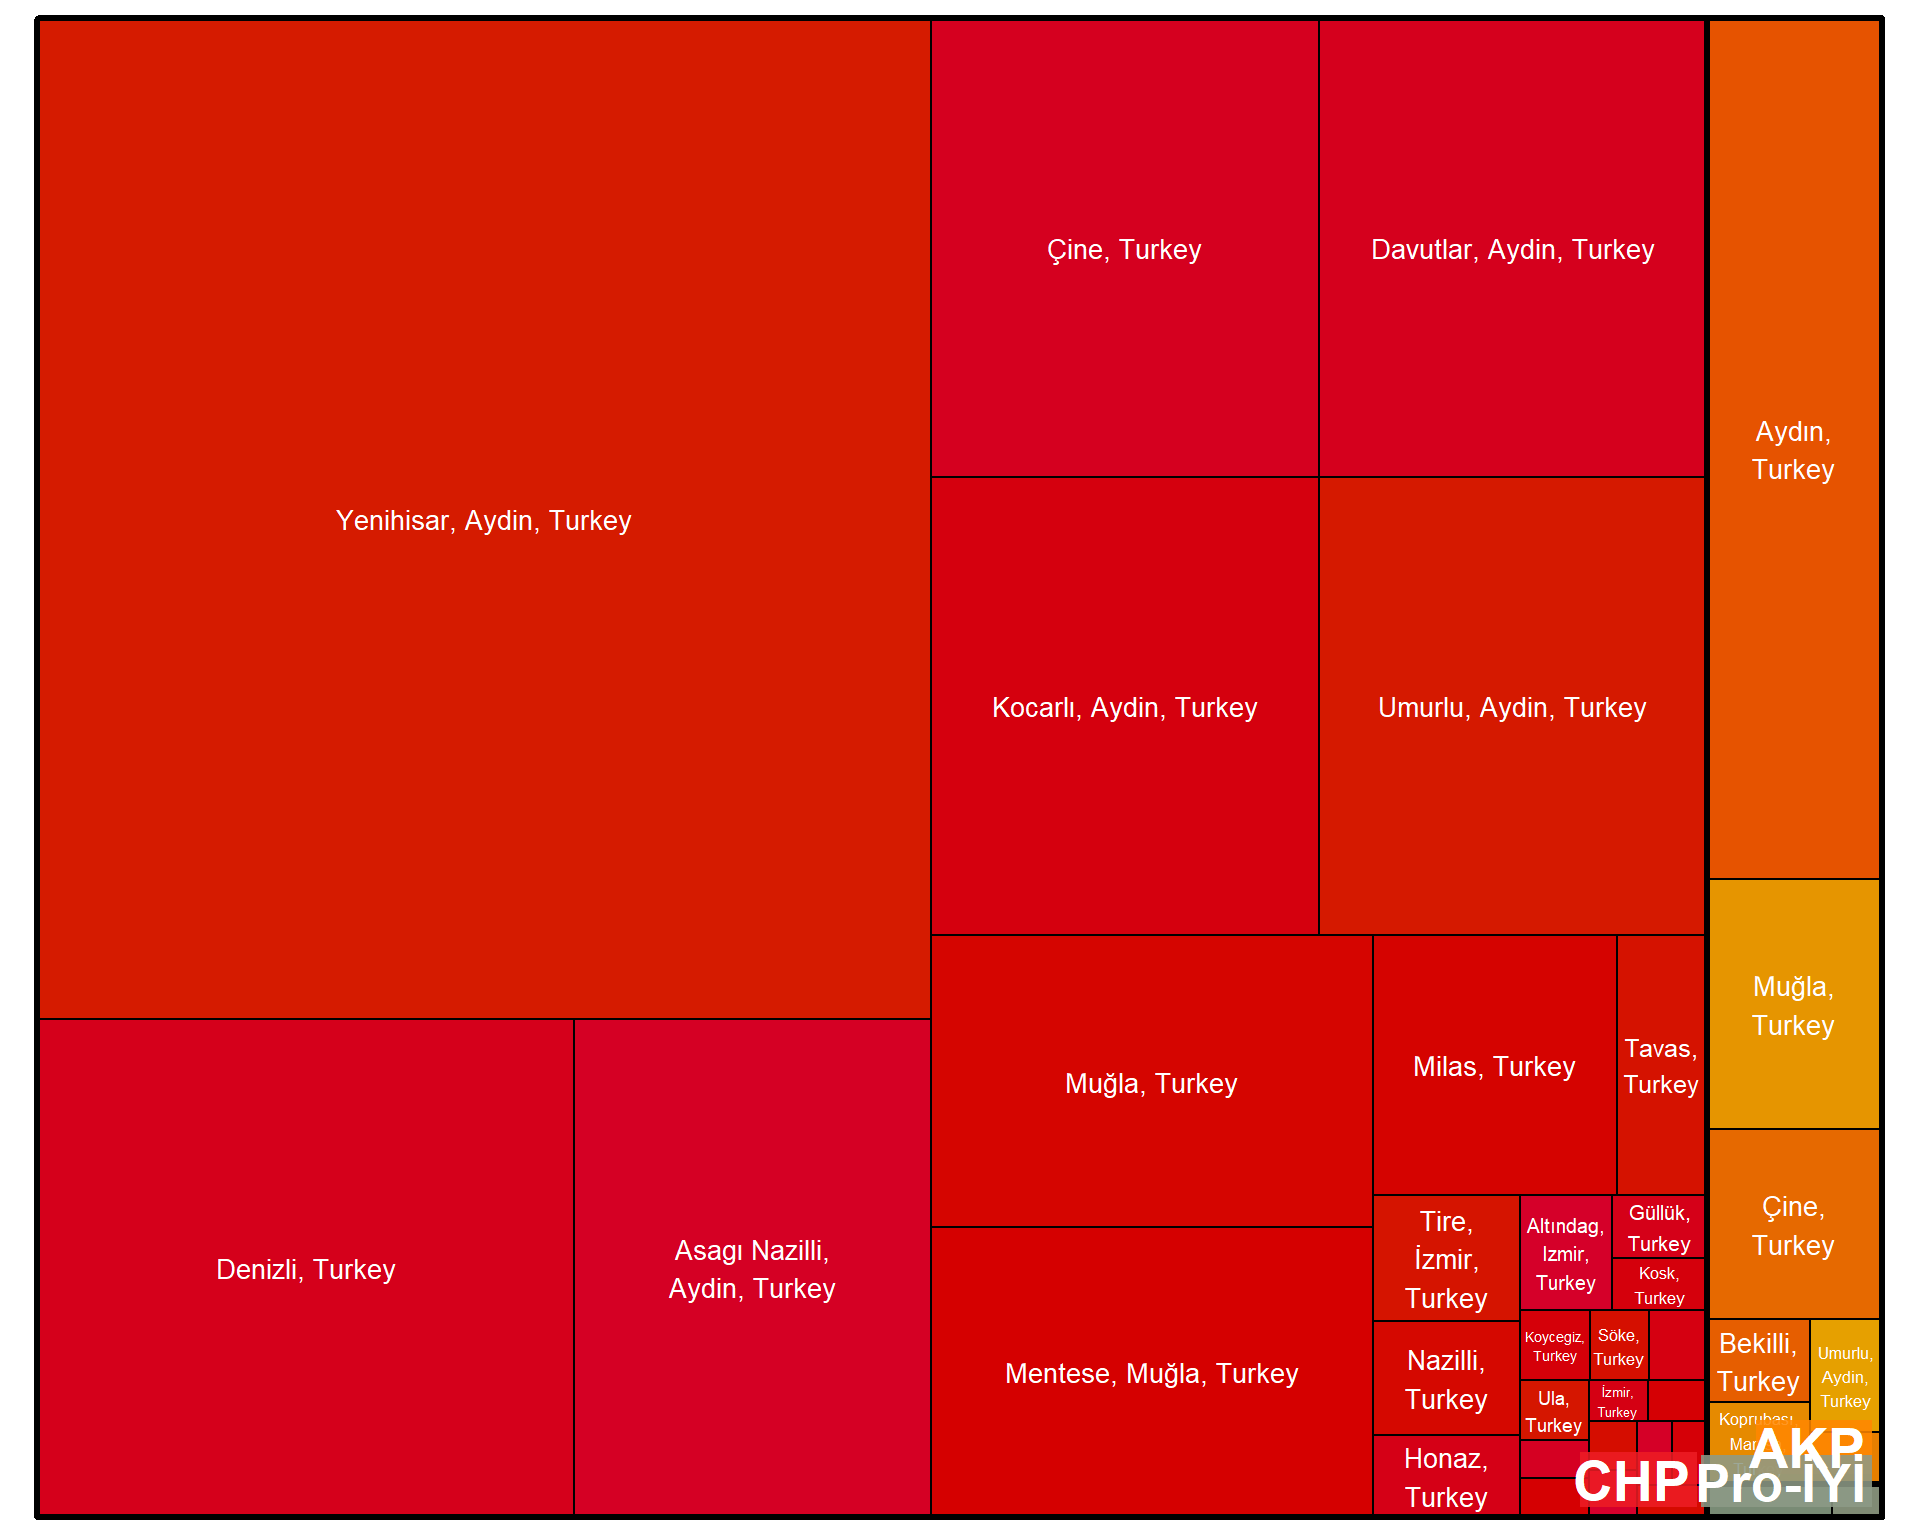 Yenihisar, Aydin, Turkey
Denizli, Turkey
Asagı Nazilli,
Aydin, Turkey
Çine, Turkey
Davutlar, Aydin, Turkey
Kocarlı, Aydin, Turkey
Umurlu, Aydin, Turkey
Muğla, Turkey
Mentese, Muğla, Turkey
Milas, Turkey
Tavas,
Turkey
Tire,
İzmir,
Turkey
Nazilli,
Turkey
Honaz,
Turkey
Altındag,
Izmir,
Turkey
Güllük,
Turkey
Kosk,
Turkey
Koycegiz,
Turkey
Söke,
Turkey
Ula,
Turkey
İzmir,
Turkey
Aydın,
Turkey
Muğla,
Turkey
Çine,
Turkey
Bekilli,
Turkey
Umurlu,
Aydin,
Turkey
Koprubası,
AKP
CHP
Pro-İYİ